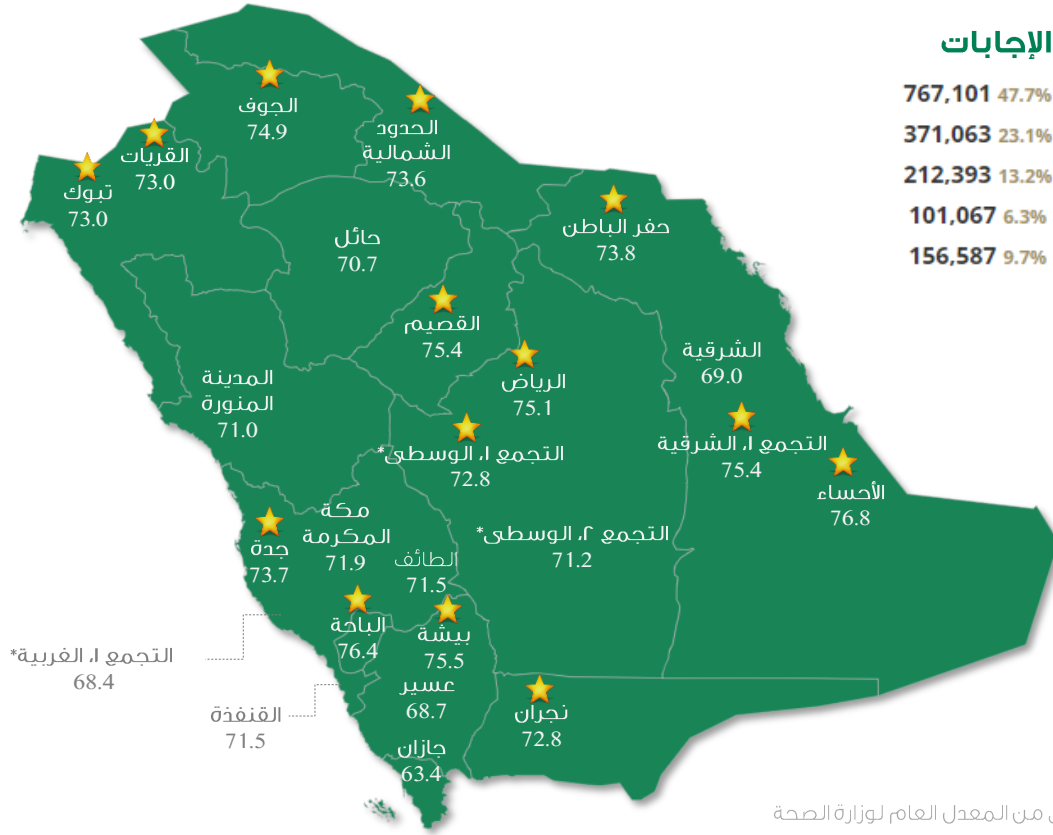 الإجابات
767,101 47.7%
371,063 23.1%
212,393 13.2%
101,067 6.3%
156,587 9.7%
الجوف
74.9
الحدود
الشمالية
73.6
القريات
73.0
تبوك
73.0
حفر الباطن
73.8
حائل
70.7
القصيم
75.4
الشرقية
69.0
الرياض
75.1
المدينة
المنورة
71.0
التجمع ١، الشرقية
75.4
التجمع ١، الوسطى*
72.8
الأحساء
76.8
مكة
المكرمة
71.9
جدة
73.7
التجمع ٢، الوسطى*
71.2
الطائف
71.5
الباحة
76.4
بيشة
75.5
التجمع ١، الغربية*
68.4
عسير
68.7
القنفذة
71.5
نجران
72.8
جازان
63.4
من المعدل العام لوزارة الصحة